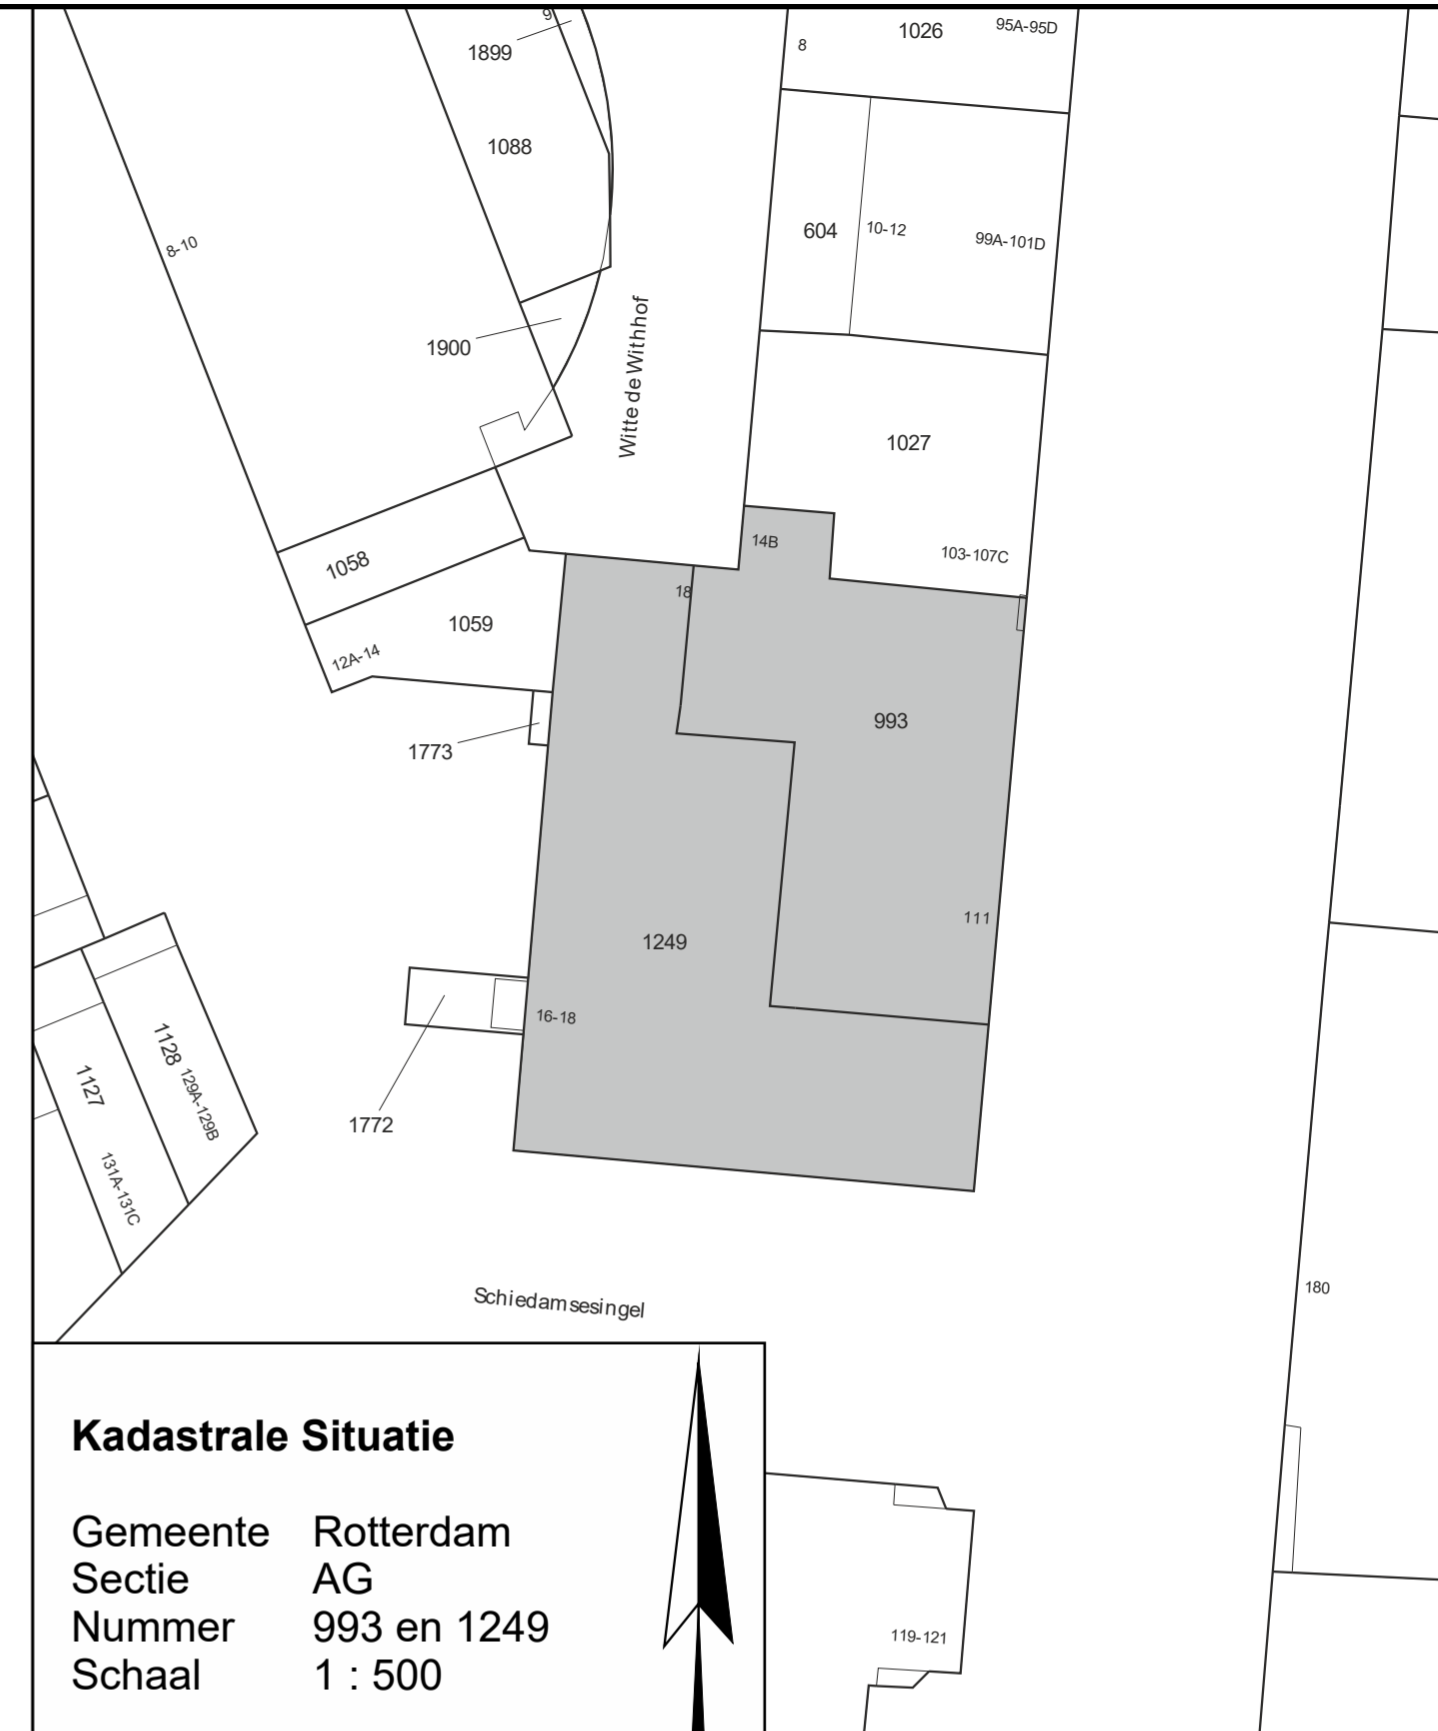 9
1899
1026
95A-95D
8
1088
8-10
604
10-12
99A-101D
1900
Witte de Withhof
1027
14B
103-107C
1058
18
1059
12A-14
993
1773
111
1249
16-18
1128
129A-129B
1127
1772
131A-131C
180
Schiedamsesingel
Kadastrale Situatie
Gemeente Rotterdam
Sectie AG
Nummer 993 en 1249
Schaal 1 : 500
119-121